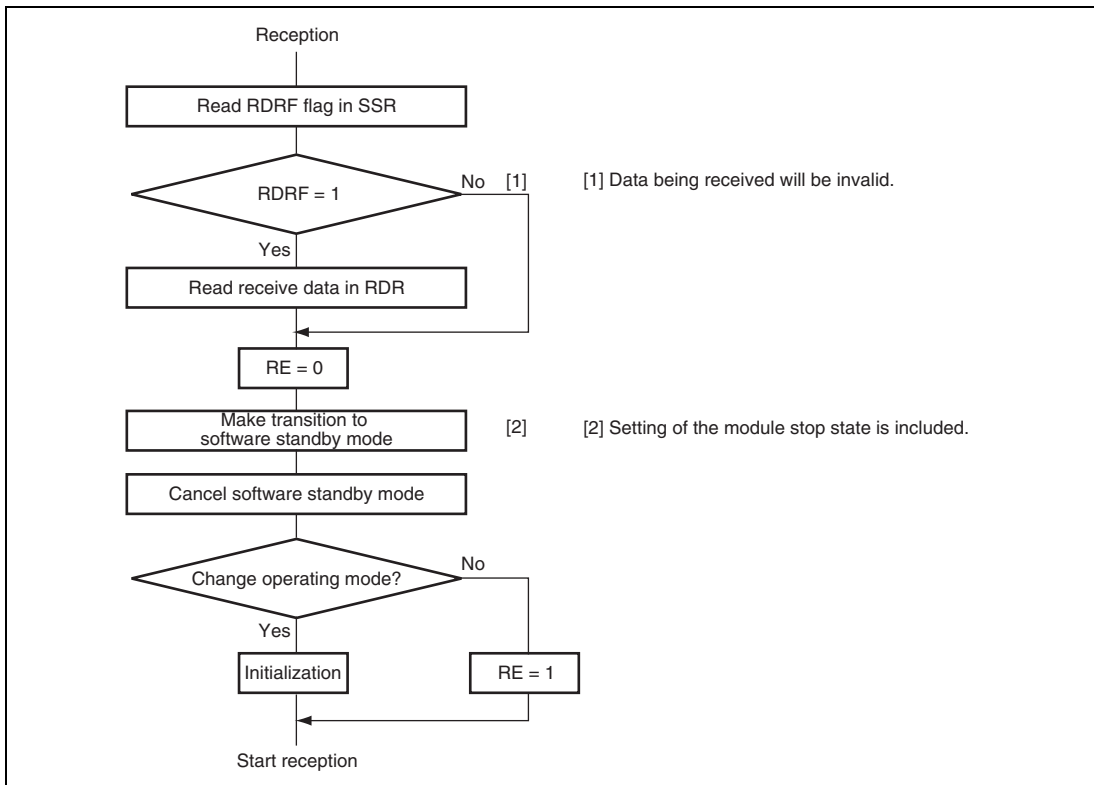 Reception
Read RDRF flag in SSR
RDRF = 1
No [1]
[1] Data being received will be invalid.
Yes
Read receive data in RDR
RE = 0
Make transition to
software standby mode
[2]
[2] Setting of the module stop state is included.
Cancel software standby mode
Change operating mode?
No
Yes
Initialization
RE = 1
Start reception